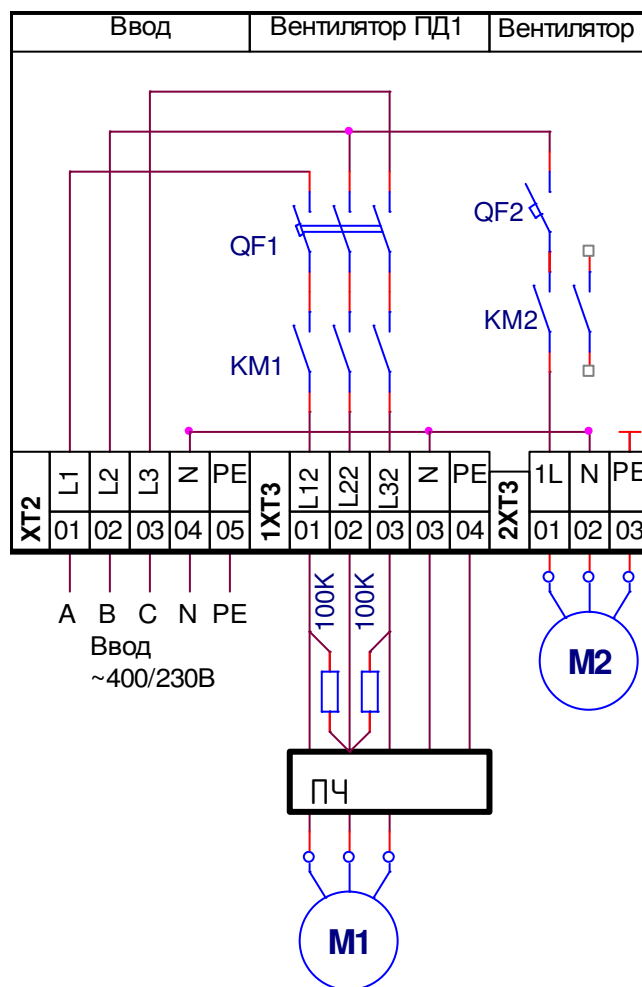 Ввод Вентилятор ПД1 Вентилятор
QF1 QF2
KM1 KM2
XT2 L1 L2 L3 N PE 1XT3 L12 L22 L32 N PE 2XT3 1L N PE
01 02 03 04 05 01 02 03 03 04 01 02 03
A B C N PE
Ввод
~400/230В
100K 100K
M2
ПЧ
M1